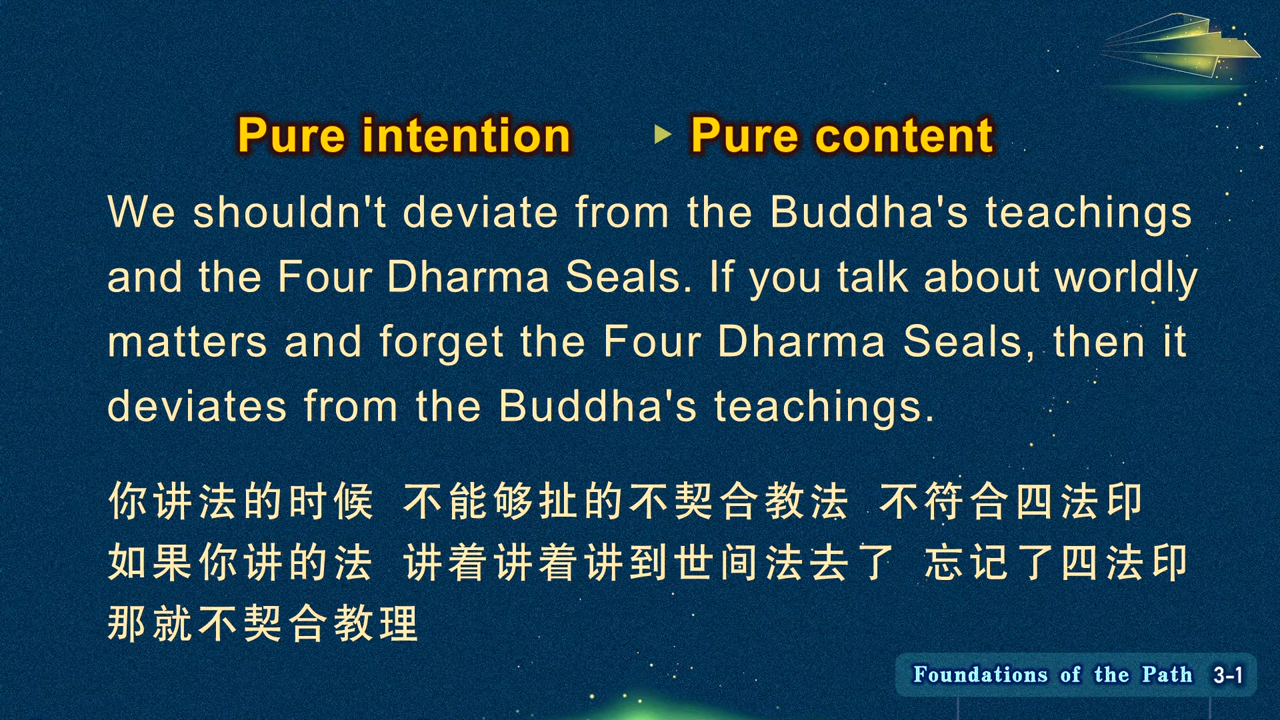 Pure intention ▶ Pure content
We shouldn't deviate from the Buddha's teachings
and the Four Dharma Seals. If you talk about worldly
matters and forget the Four Dharma Seals, then it
deviates from the Buddha's teachings.
你讲法的时候 不能够扯的不契合教法 不符合四法印
如果你讲的法 讲着讲着讲到世间法去了 忘记了四法印
那就不契合教理
Foundations of the Path 3-1